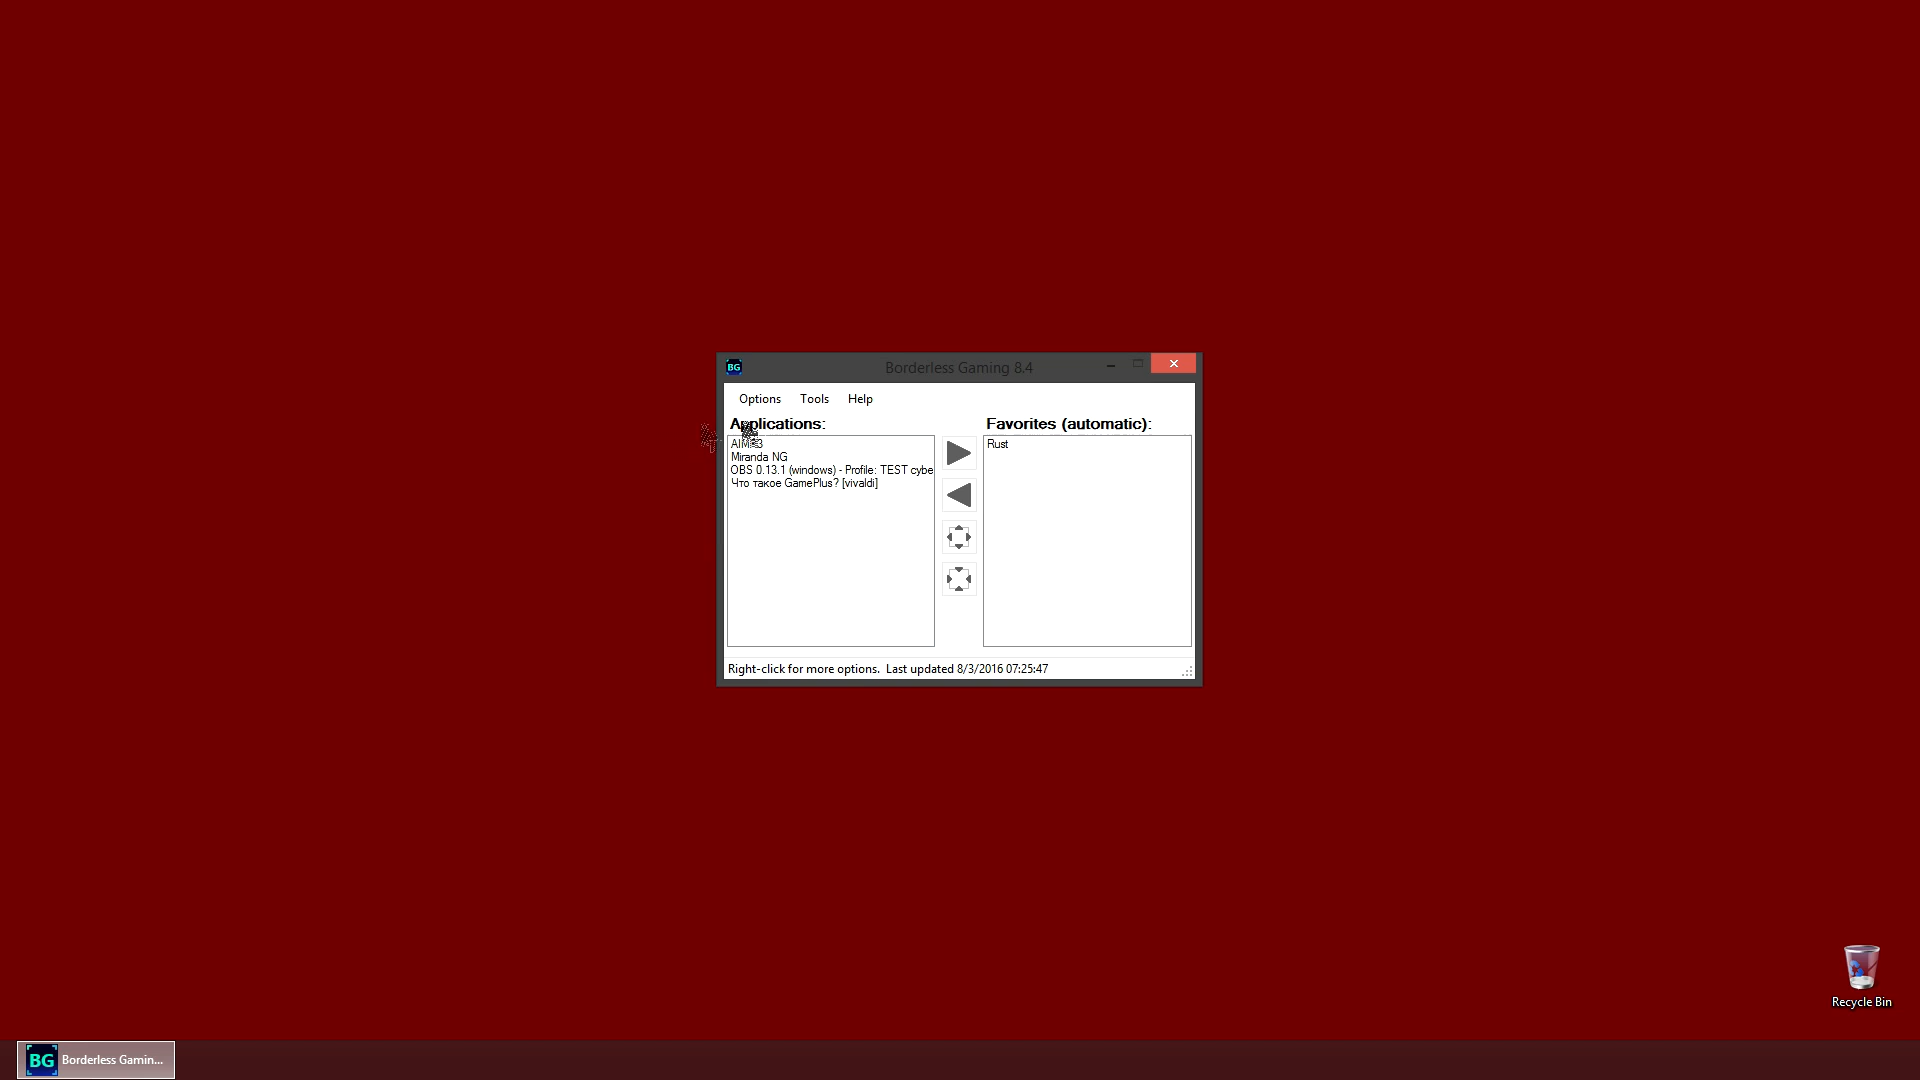 BG
Borderless Gaming 8.4
Options Tools Help
Applications: Favorites (automatic):
Rust
Miranda NG
OBS 0.13.1 (windows) - Profile: TEST cybe
Что такое GamePlus? [vivaldi]
Right-click for more options. Last updated 8/3/2016 07:25:47
Recycle Bin
BG Borderless Gamin...